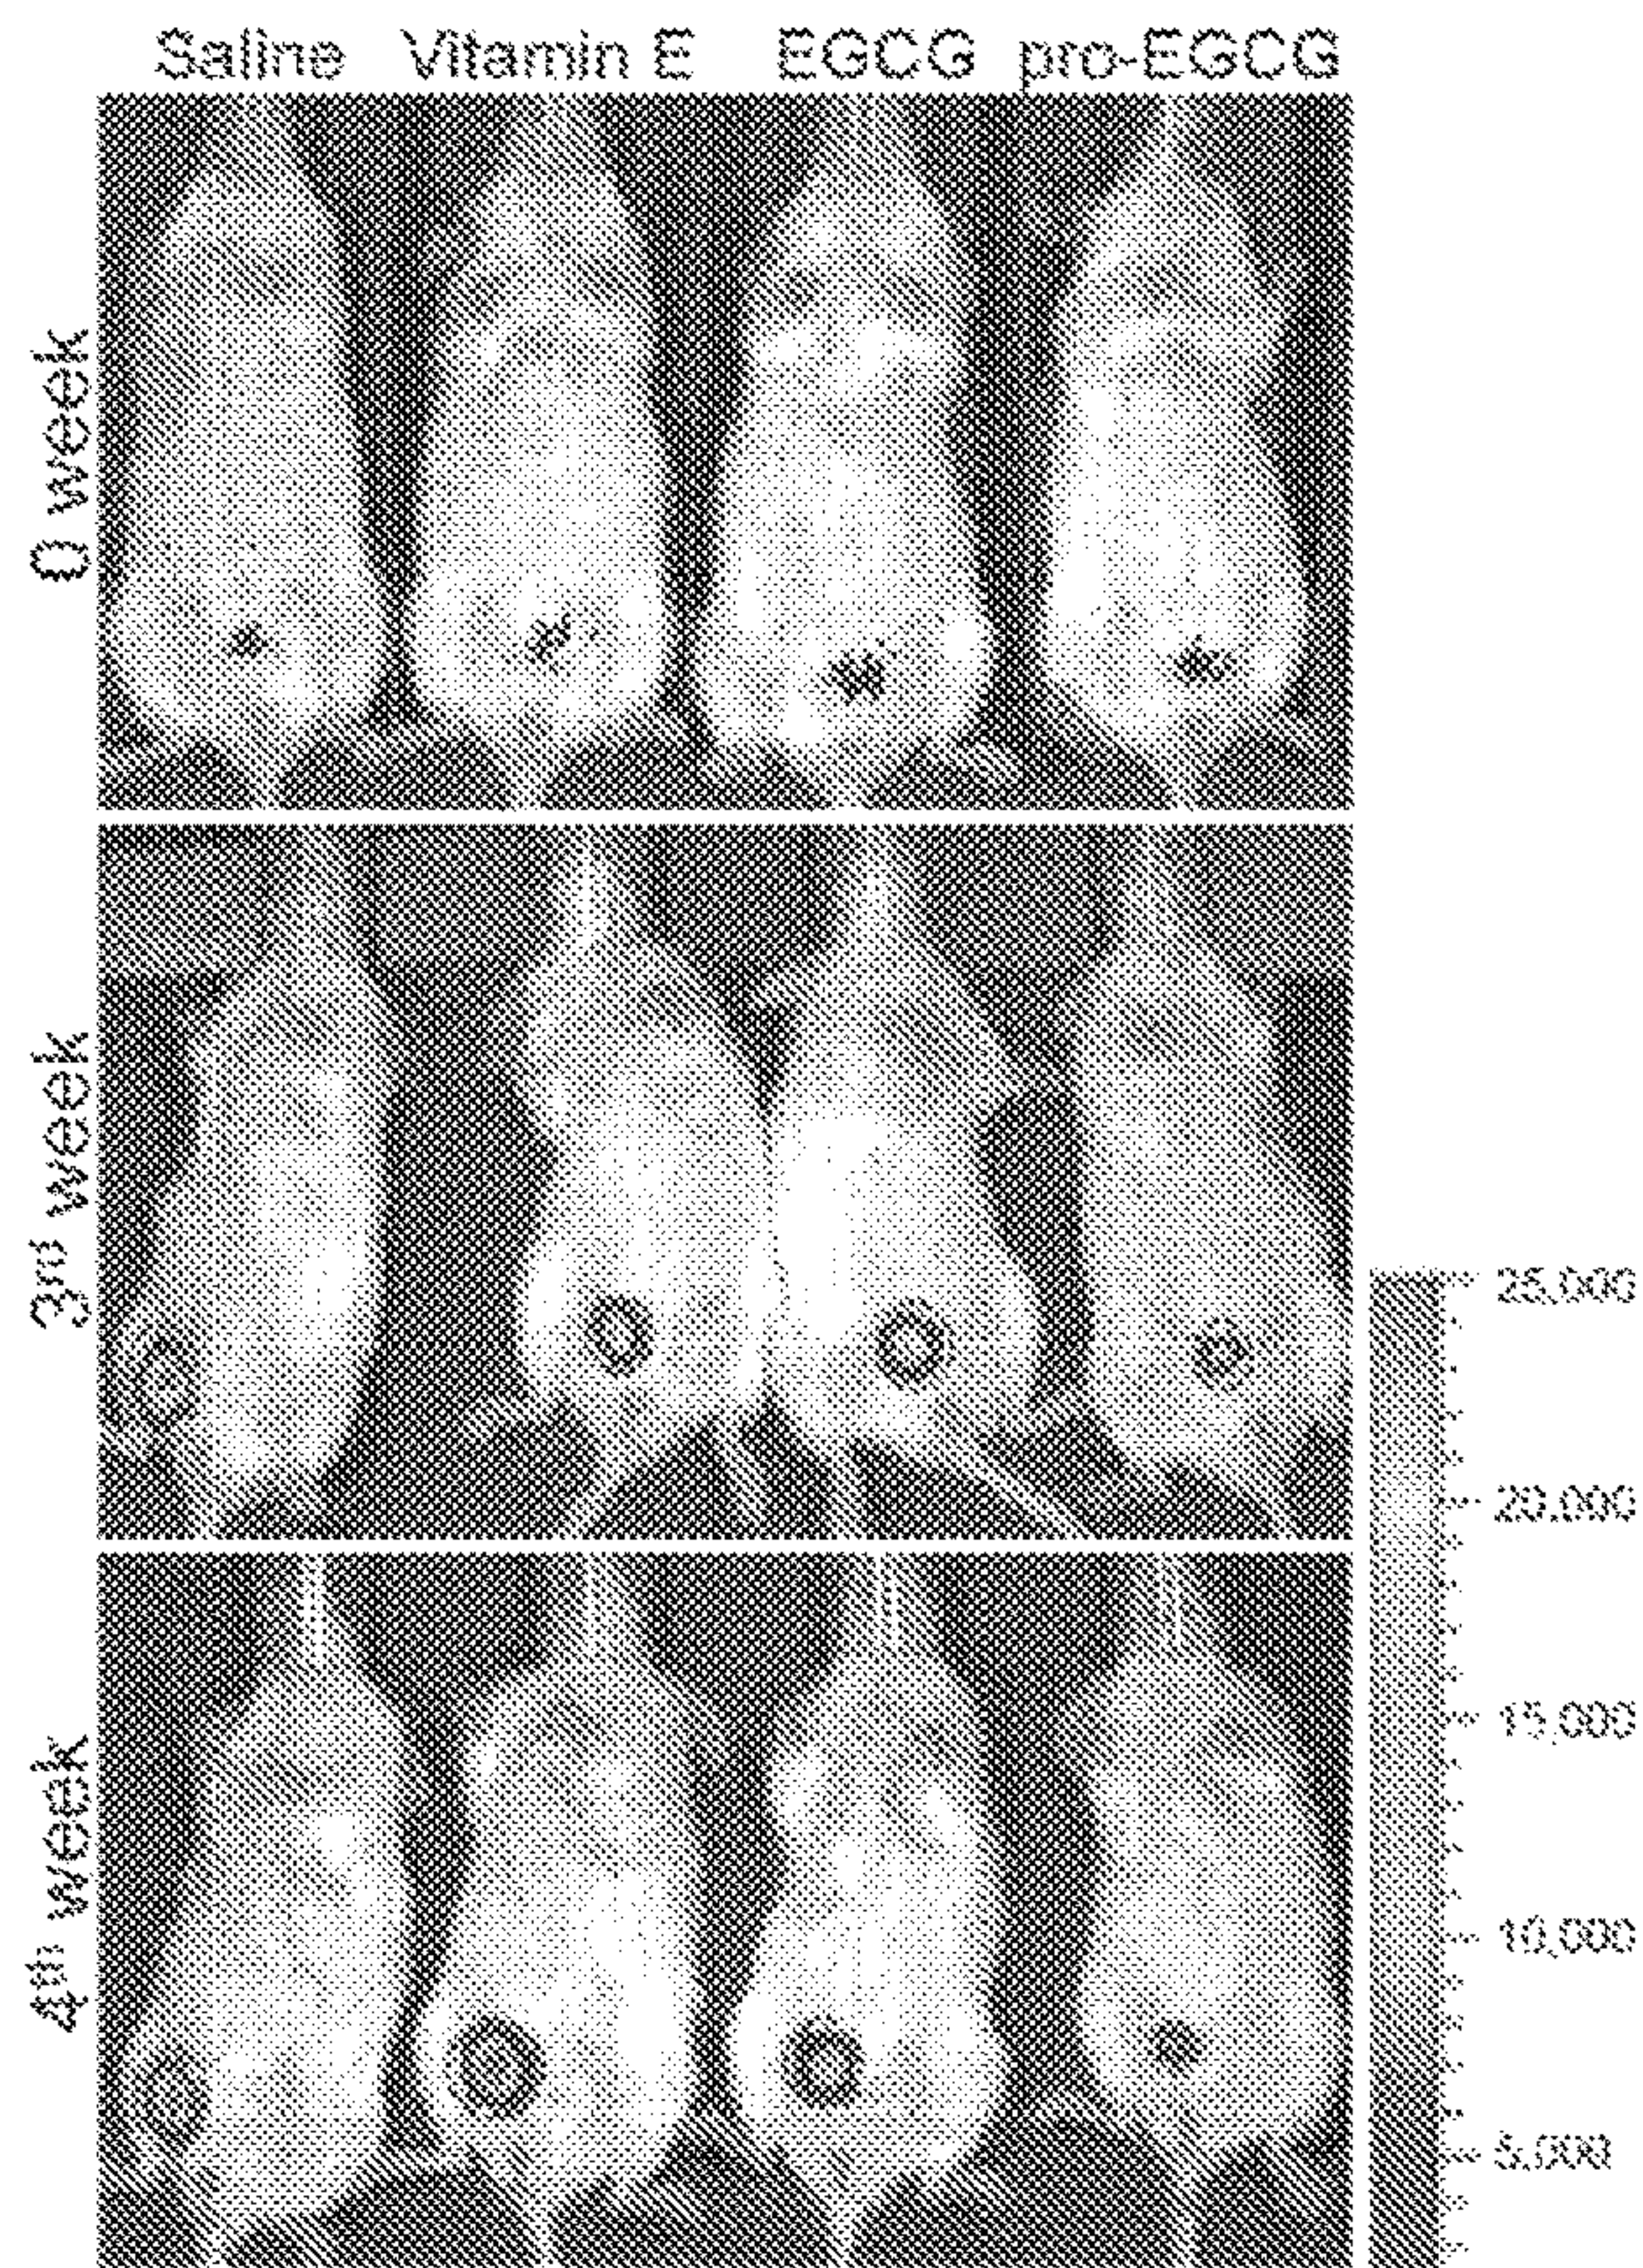 Saline Vitamin E EGCG pro-EGCG
0 week
3rd week
4th week
25,000
20,000
15,000
10,000
5,000